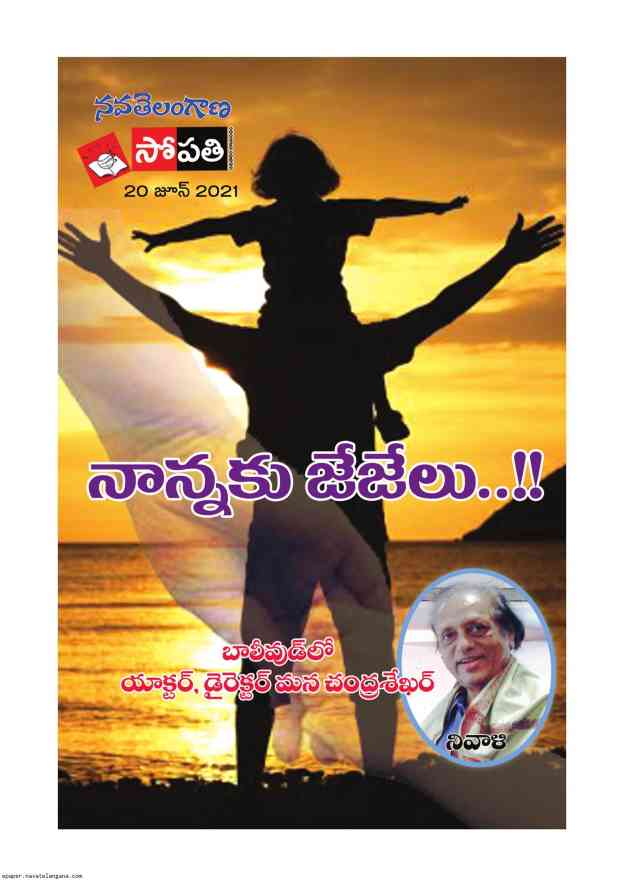 నవతెలంగాణ
సోపతి
20 జూన్ 2021
నాన్నకు జేజేలు..!!
బాలీవుడ్‌లో
యాక్టర్, డైరెక్టర్ మన చంద్రశేఖర్
నివాళి
epaper.navatelangana.com